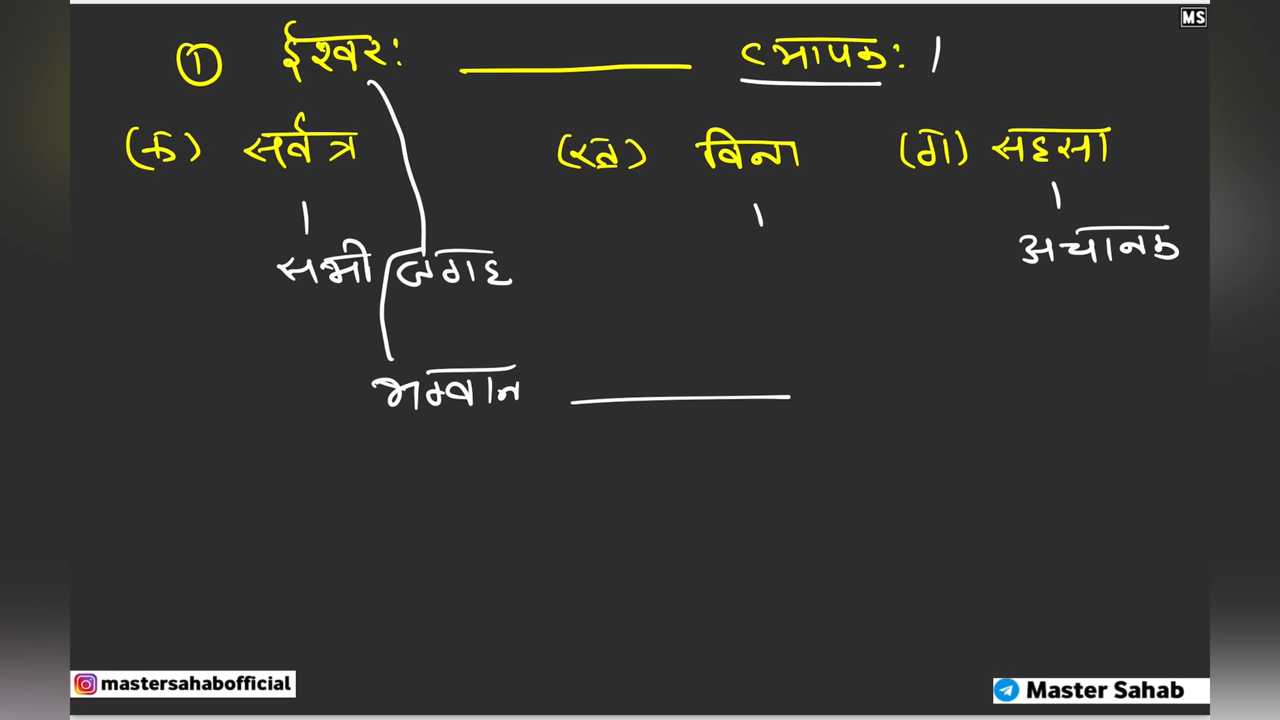 MS
① ईश्वर: ________ व्यापक: ।
(क) सर्वत्र (ख) विना (ग) सहसा
सभी जगह अचानक
भगवान ________
mastersahabofficial Master Sahab